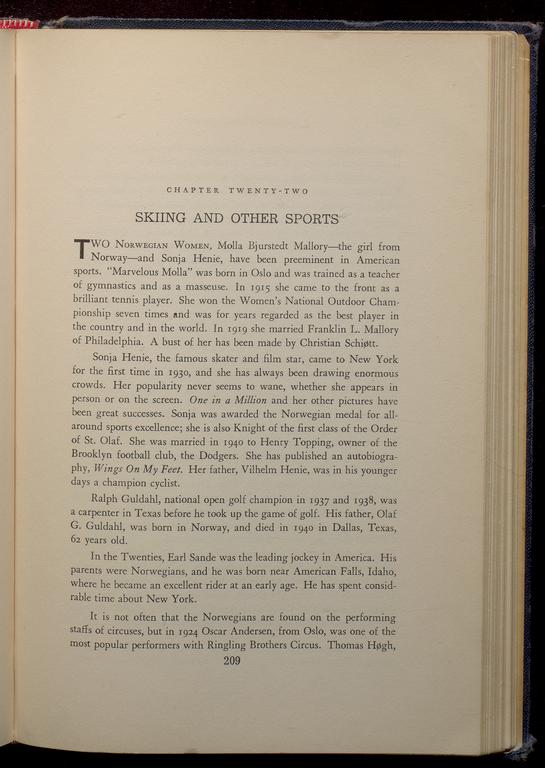 CHAPTER TWENTY-TWO
SKIING AND OTHER SPORTS
TWO NORWEGIAN WOMEN, Molla Bjurstedt Mallory—the girl from
Norway—and Sonja Henie, have been preeminent in American
sports. "Marvelous Molla" was born in Oslo and was trained as a teacher
of gymnastics and as a masseuse. In 1915 she came to the front as a
brilliant tennis player. She won the Women's National Outdoor Cham-
pionship seven times and was for years regarded as the best player in
the country and in the world. In 1919 she married Franklin L. Mallory
of Philadelphia. A bust of her has been made by Christian Schiøtt.
Sonja Henie, the famous skater and film star, came to New York
for the first time in 1930, and she has always been drawing enormous
crowds. Her popularity never seems to wane, whether she appears in
person or on the screen. One in a Million and her other pictures have
been great successes. Sonja was awarded the Norwegian medal for all-
around sports excellence; she is also Knight of the first class of the Order
of St. Olaf. She was married in 1940 to Henry Topping, owner of the
Brooklyn football club, the Dodgers. She has published an autobiogra-
phy, Wings On My Feet. Her father, Vilhelm Henie, was in his younger
days a champion cyclist.
Ralph Guldahl, national open golf champion in 1937 and 1938, was
a carpenter in Texas before he took up the game of golf. His father, Olaf
G. Guldahl, was born in Norway, and died in 1940 in Dallas, Texas,
62 years old.
In the Twenties, Earl Sande was the leading jockey in America. His
parents were Norwegians, and he was born near American Falls, Idaho,
where he became an excellent rider at an early age. He has spent consid-
rable time about New York.
It is not often that the Norwegians are found on the performing
staffs of circuses, but in 1924 Oscar Andersen, from Oslo, was one of the
most popular performers with Ringling Brothers Circus. Thomas Høgh,
209